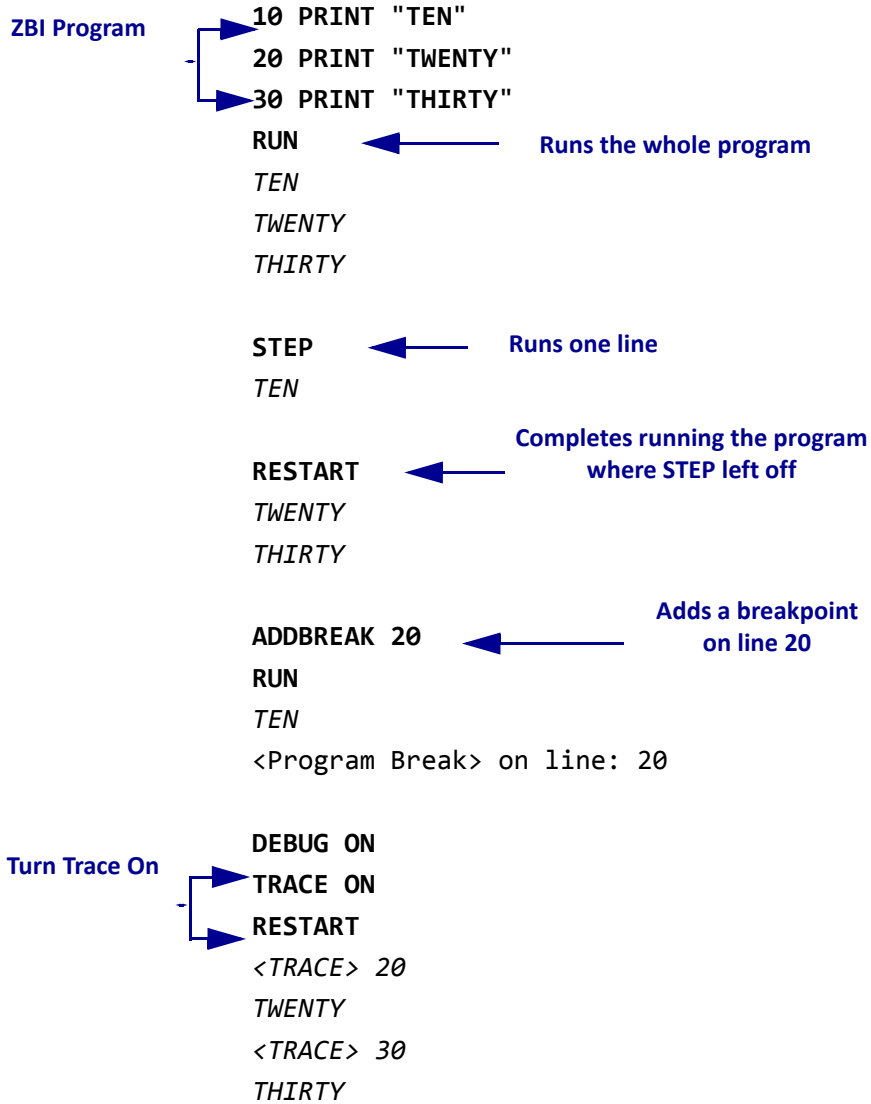 ZBI Program
10 PRINT "TEN"
20 PRINT "TWENTY"
30 PRINT "THIRTY"
RUN
Runs the whole program
TEN
TWENTY
THIRTY
STEP
Runs one line
TEN
Completes running the program
where STEP left off
RESTART
TWENTY
THIRTY
Adds a breakpoint
on line 20
ADDBREAK 20
RUN
TEN
<Program Break> on line: 20
DEBUG ON
Turn Trace On
TRACE ON
RESTART
<TRACE> 20
TWENTY
<TRACE> 30
THIRTY